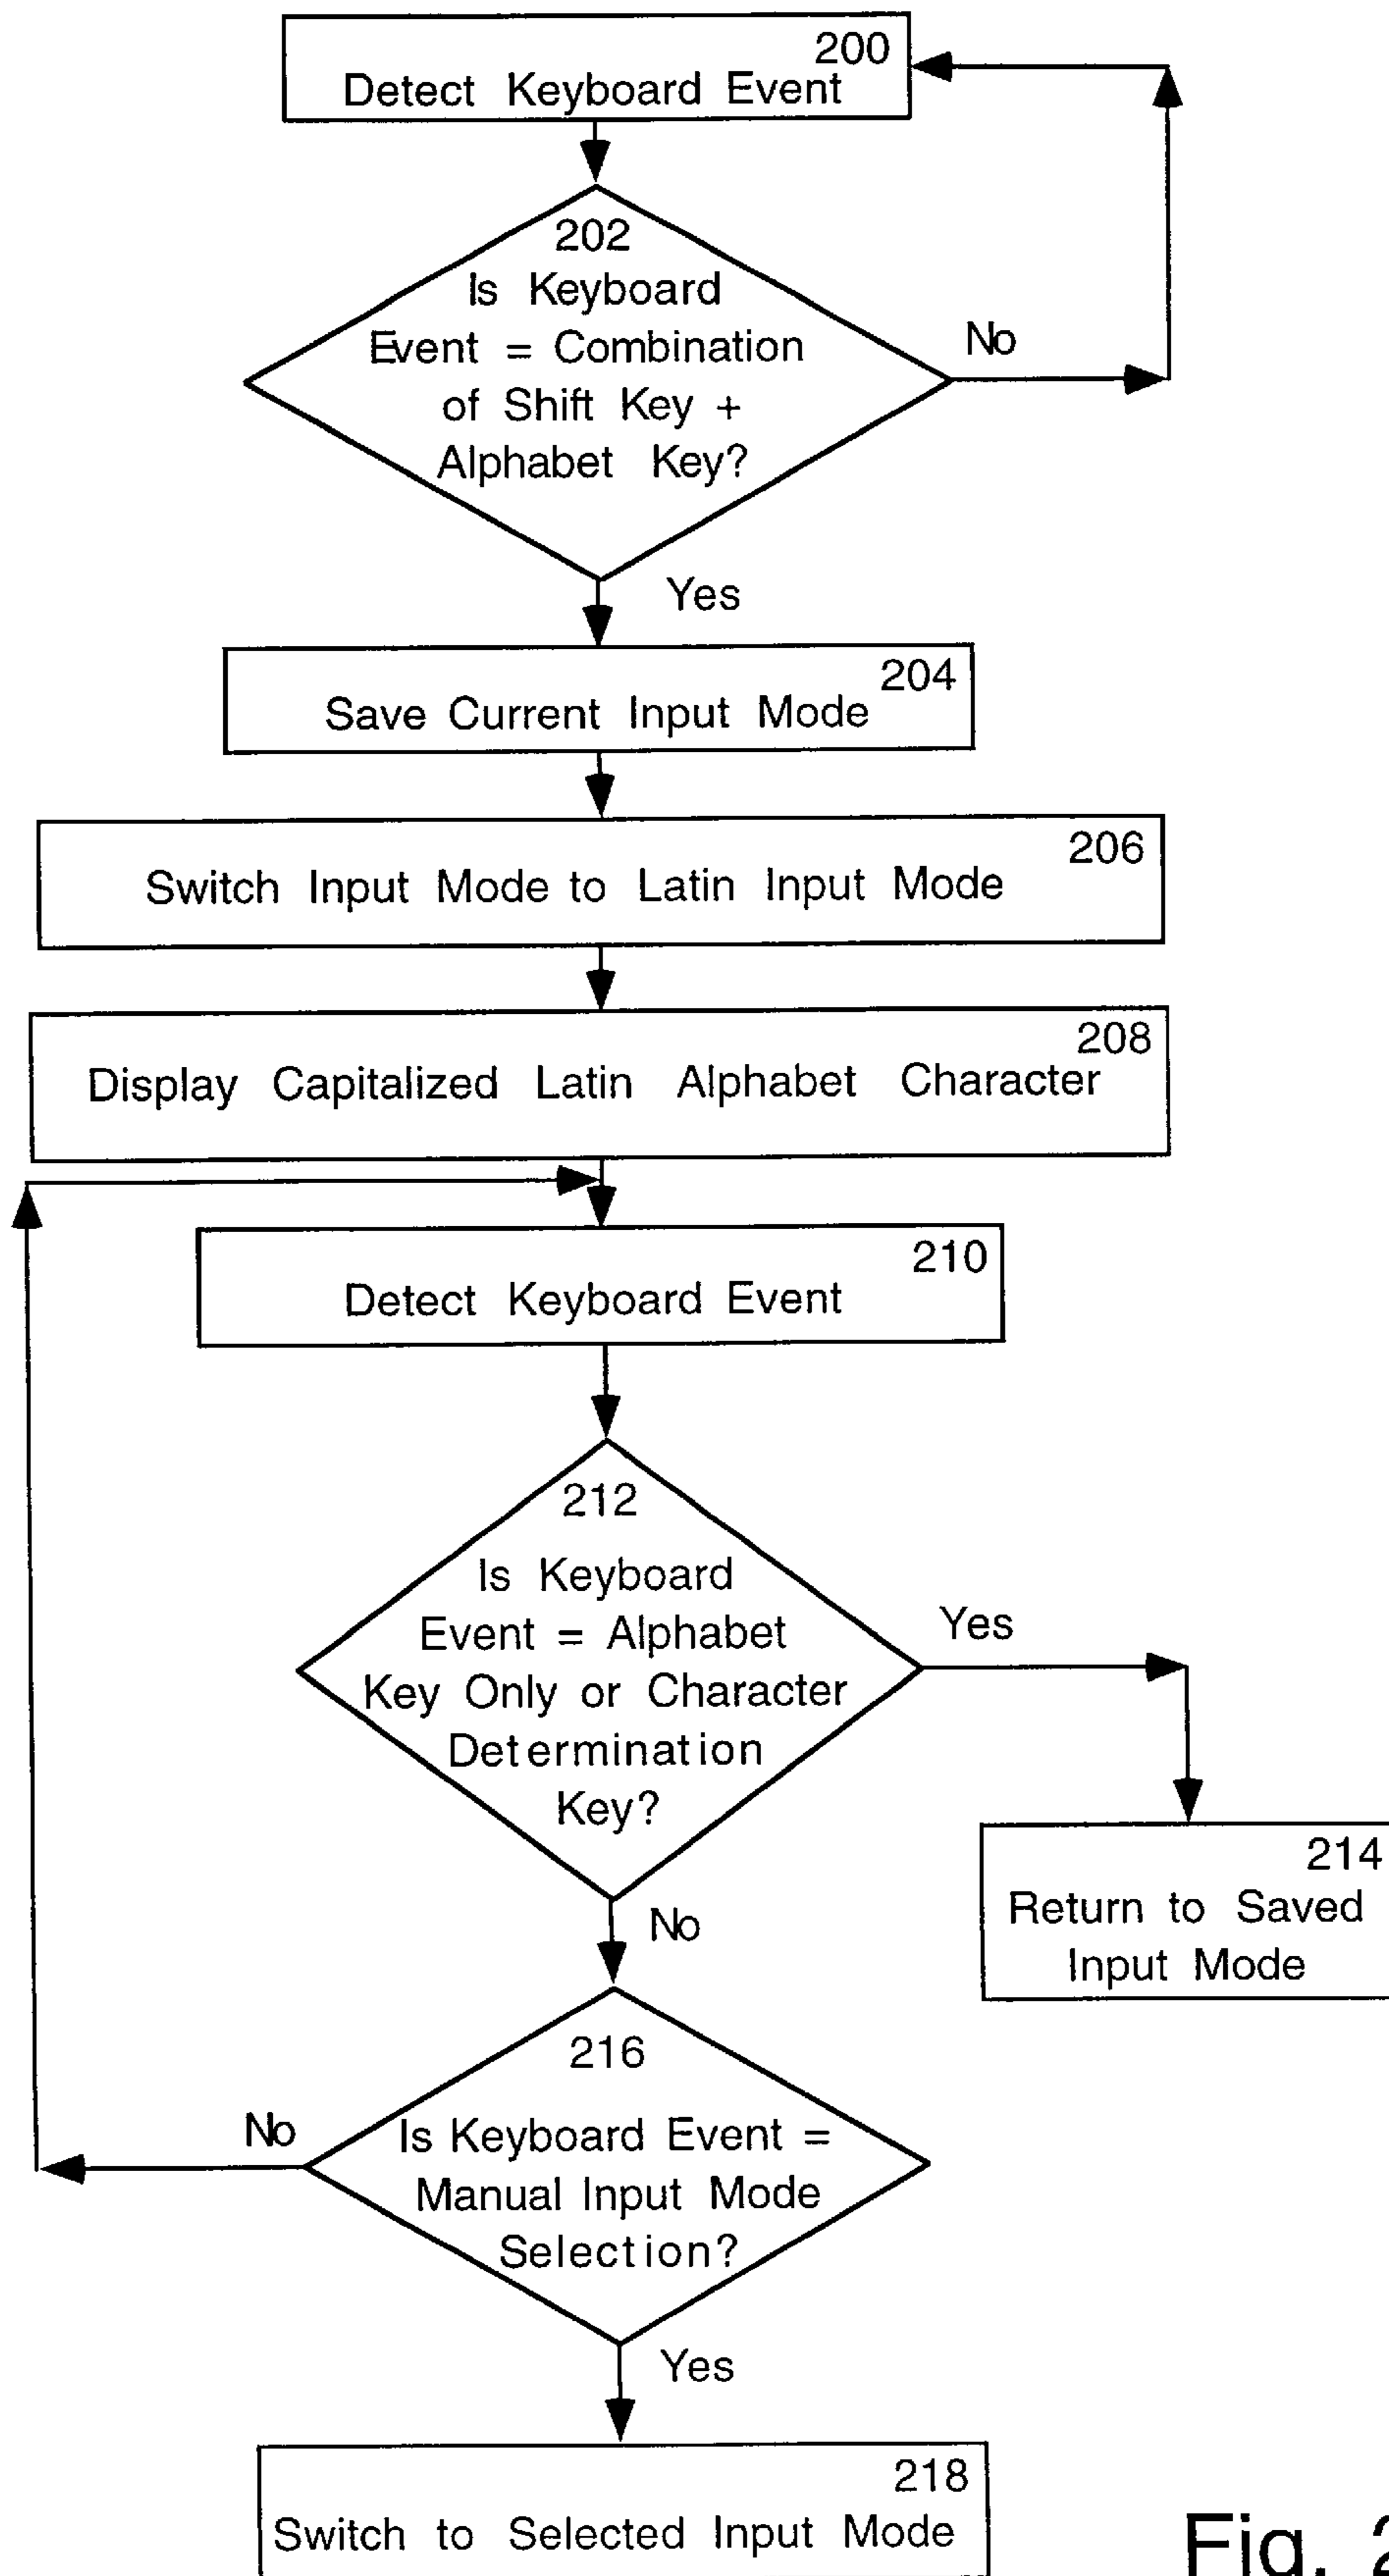 200
Detect Keyboard Event
202
Is Keyboard
Event = Combination
of Shift Key +
Alphabet Key?
No
Yes
204
Save Current Input Mode
206
Switch Input Mode to Latin Input Mode
208
Display Capitalized Latin Alphabet Character
210
Detect Keyboard Event
212
Is Keyboard
Event = Alphabet
Key Only or Character
Determination
Key?
Yes
214
Return to Saved
Input Mode
No
216
Is Keyboard Event =
Manual Input Mode
Selection?
No
Yes
218
Switch to Selected Input Mode
Fig. 2